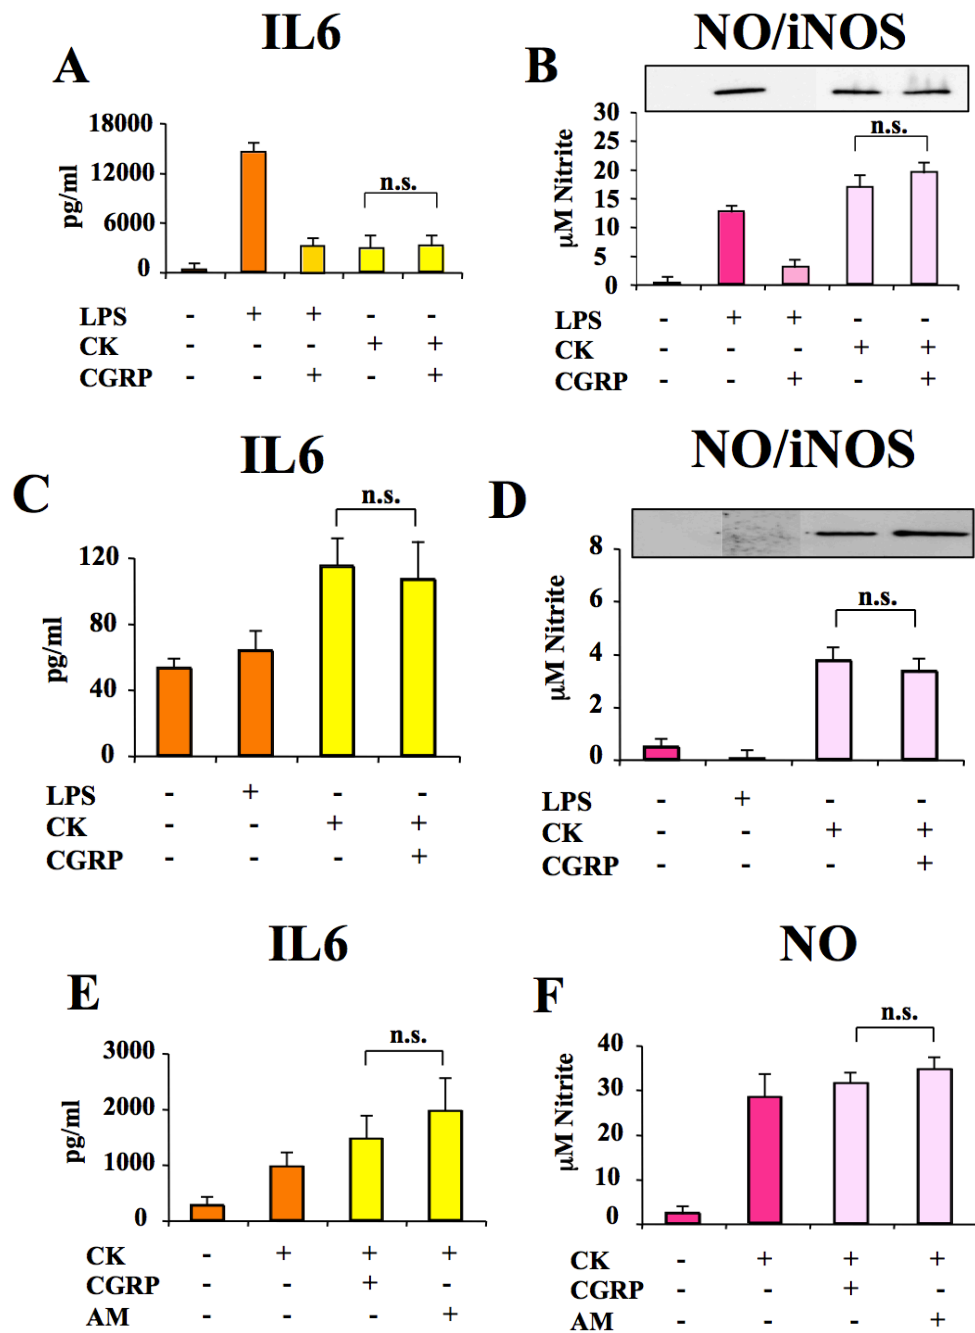 IL6
NO/iNOS
A
B
18000
12000
6000
0
pg/ml
n.s.
30
25
20
15
10
5
0
µM Nitrite
n.s.
LPS - + + - -
CK - - - + +
CGRP - - + - +
LPS - + + - -
CK - - - + +
CGRP - - + - +
IL6
NO/iNOS
C
D
120
80
40
0
pg/ml
n.s.
8
6
4
2
0
µM Nitrite
n.s.
LPS - + - -
CK - - + +
CGRP - - - +
LPS - + - -
CK - - + +
CGRP - - - +
IL6
NO
E
F
3000
2000
1000
0
pg/ml
n.s.
40
30
20
10
0
µM Nitrite
n.s.
CK - + + +
CGRP - - + -
AM - - - +
CK - + + +
CGRP - - + -
AM - - - +